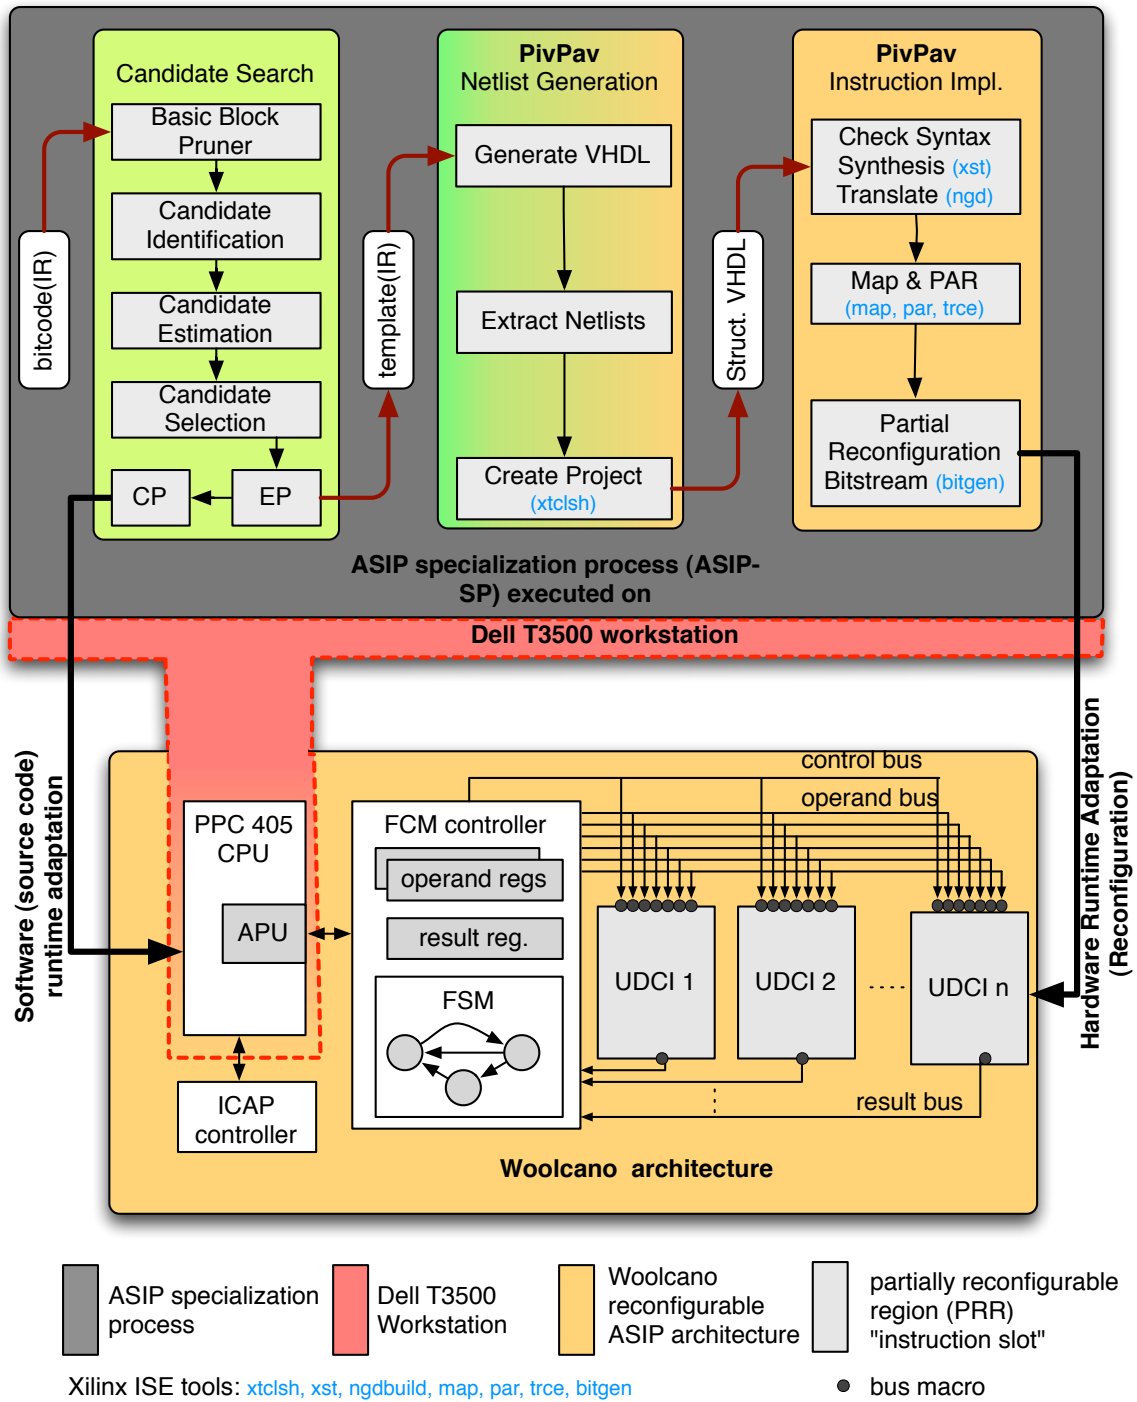 Candidate Search
Basic Block
Pruner
Candidate
Identification
Candidate
Estimation
Candidate
Selection
CP
EP
bitcode(IR)
PivPav
Netlist Generation
Generate VHDL
Extract Netlists
Create Project
(xtclsh)
template(IR)
PivPav
Instruction Impl.
Check Syntax
Synthesis (xst)
Translate (ngd)
Map & PAR
(map, par, trce)
Partial
Reconfiguration
Bitstream (bitgen)
Struct. VHDL
ASIP specialization process (ASIP-
SP) executed on
Dell T3500 workstation
Software (source code)
runtime adaptation
Hardware Runtime Adaptation
(Reconfiguration)
PPC 405
CPU
APU
ICAP
controller
FCM controller
operand regs
result reg.
FSM
control bus
operand bus
UDCI 1
UDCI 2
UDCI n
result bus
Woolcano architecture
ASIP specialization
process
Dell T3500
Workstation
Woolcano
reconfigurable
ASIP architecture
partially reconfigurable
region (PRR)
"instruction slot"
Xilinx ISE tools: xtclsh, xst, ngdbuild, map, par, trce, bitgen
bus macro